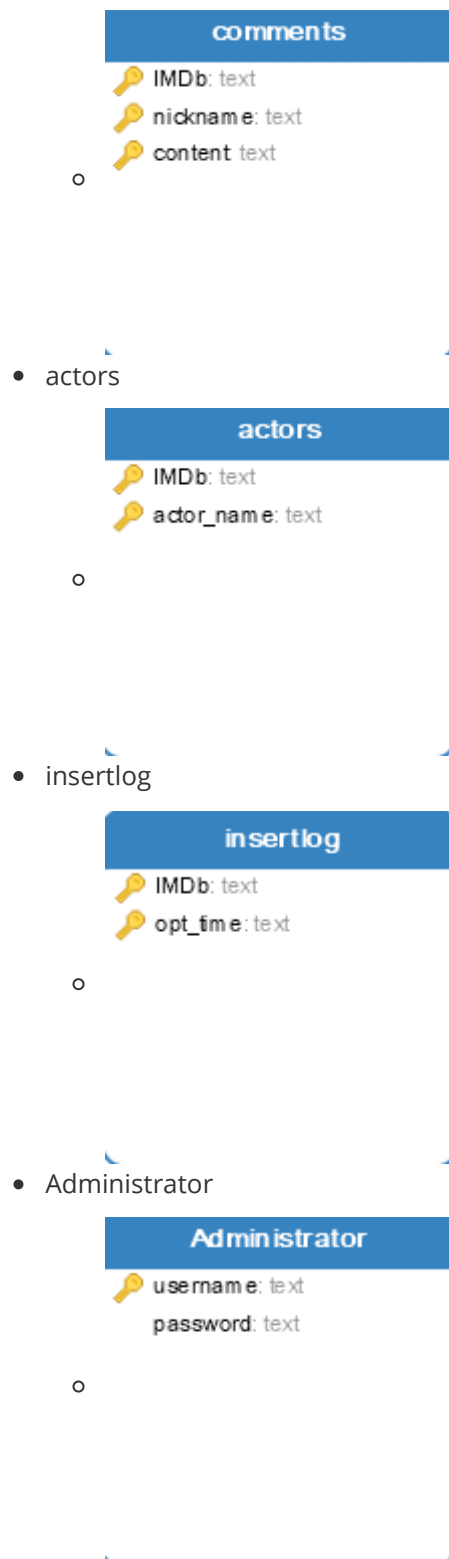 comments
IMDb: text
nickname: text
content: text
actors
actors
IMDb: text
actor_name: text
insertlog
insertlog
IMDb: text
opt_time: text
Administrator
Administrator
username: text
password: text